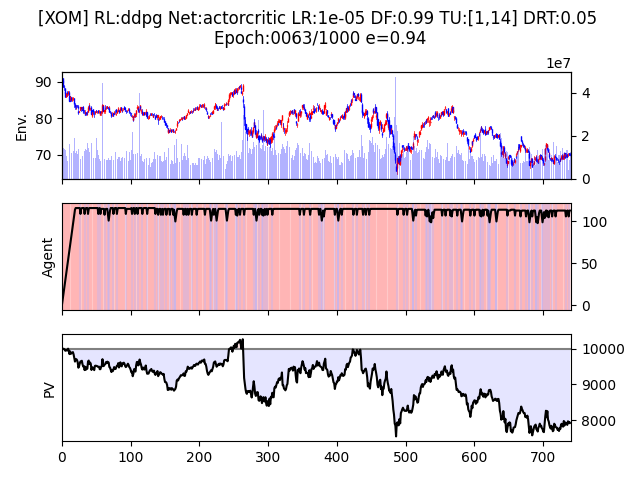 [XOM] RL:ddpg Net:actorcritic LR:1e-05 DF:0.99 TU:[1,14] DRT:0.05
Epoch:0063/1000 e=0.94
1e7
90
80
70
Env.
4
2
0
Agent
100
50
0
PV
10000
9000
8000
0 100 200 300 400 500 600 700